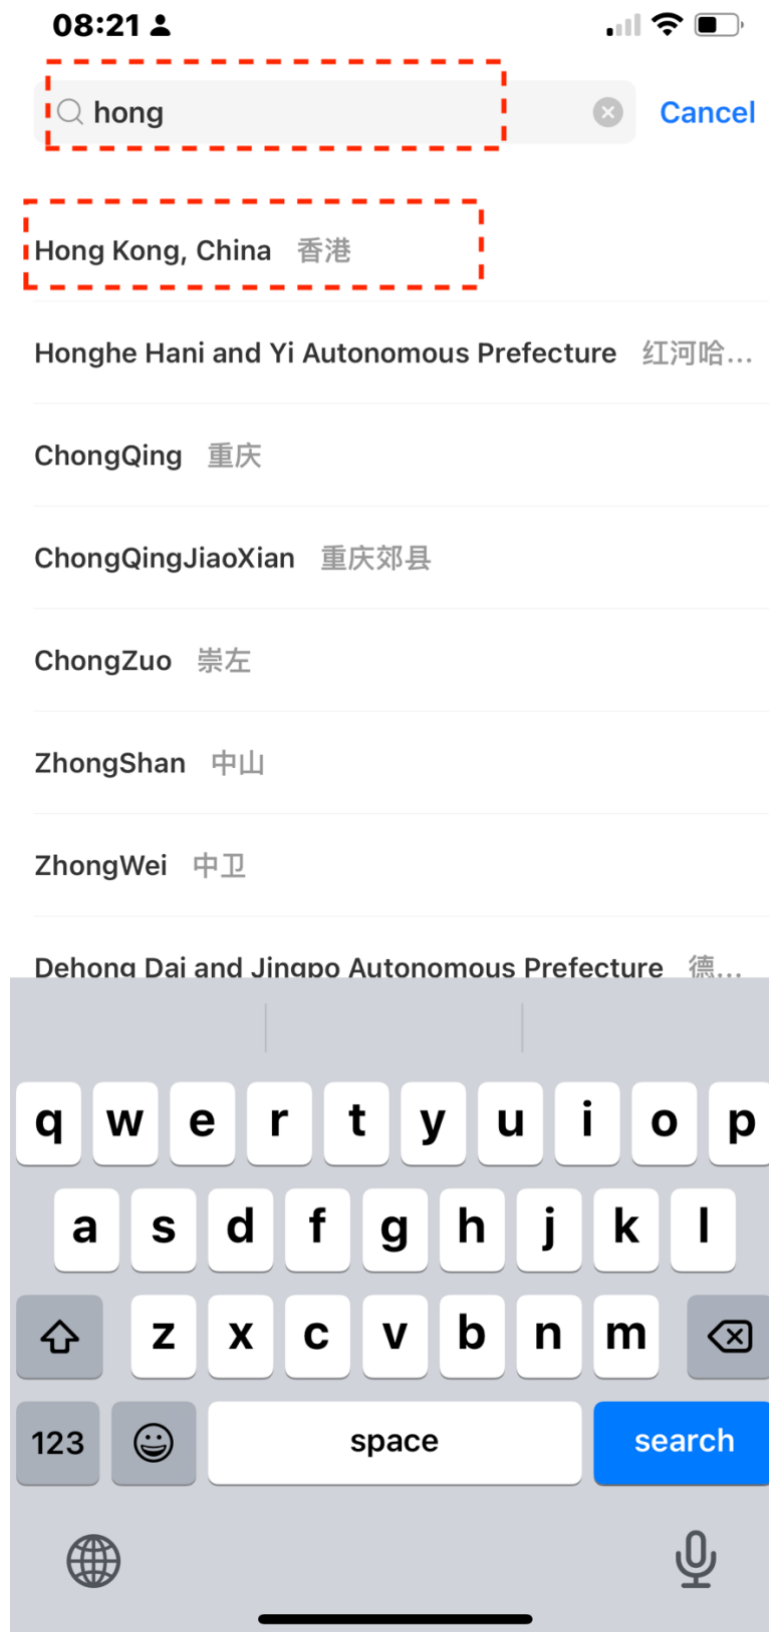 08:21
hong Cancel
Hong Kong, China 香港
Honghe Hani and Yi Autonomous Prefecture 红河哈...
ChongQing 重庆
ChongQingJiaoXian 重庆郊县
ChongZuo 崇左
ZhongShan 中山
ZhongWei 中卫
Dehong Dai and Jingpo Autonomous Prefecture 德...
q w e r t y u i o p
a s d f g h j k l
z x c v b n m
123 space search